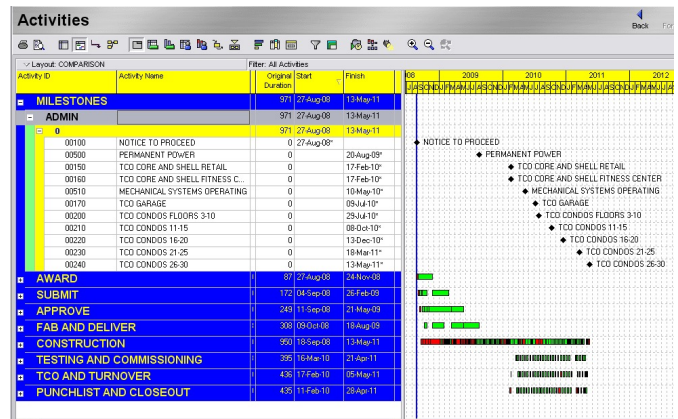 Activities
Back For
Layout: COMPARISON Filter: All Activities
Activity ID Activity Name Original Duration Start Finish 08 2009 2010 2011 2012
MILESTONES 971 27-Aug-08 13-May-11
ADMIN 971 27-Aug-08 13-May-11
0 971 27-Aug-08 13-May-11
00100 NOTICE TO PROCEED 0 27-Aug-08* NOTICE TO PROCEED
00500 PERMANENT POWER 0 20-Aug-09* PERMANENT POWER
00150 TCO CORE AND SHELL RETAIL 0 17-Feb-10* TCO CORE AND SHELL RETAIL
00160 TCO CORE AND SHELL FITNESS C... 0 17-Feb-10* TCO CORE AND SHELL FITNESS CENTER
00510 MECHANICAL SYSTEMS OPERATING 0 10-May-10* MECHANICAL SYSTEMS OPERATING
00170 TCO GARAGE 0 09-Jul-10* TCO GARAGE
00200 TCO CONDOS FLOORS 3-10 0 29-Jul-10* TCO CONDOS FLOORS 3-10
00210 TCO CONDOS 11-15 0 08-Oct-10* TCO CONDOS 11-15
00220 TCO CONDOS 16-20 0 13-Dec-10* TCO CONDOS 16-20
00230 TCO CONDOS 21-25 0 18-Mar-11* TCO CONDOS 21-25
00240 TCO CONDOS 26-30 0 13-May-11* TCO CONDOS 26-30
AWARD 87 27-Aug-08 24-Nov-08
SUBMIT 172 04-Sep-08 26-Feb-09
APPROVE 249 11-Sep-08 21-May-09
FAB AND DELIVER 308 09-Oct-08 18-Aug-09
CONSTRUCTION 950 18-Sep-08 13-May-11
TESTING AND COMMISSIONING 395 16-Mar-10 21-Apr-11
TCO AND TURNOVER 436 17-Feb-10 05-May-11
PUNCHLIST AND CLOSEOUT 435 11-Feb-10 28-Apr-11